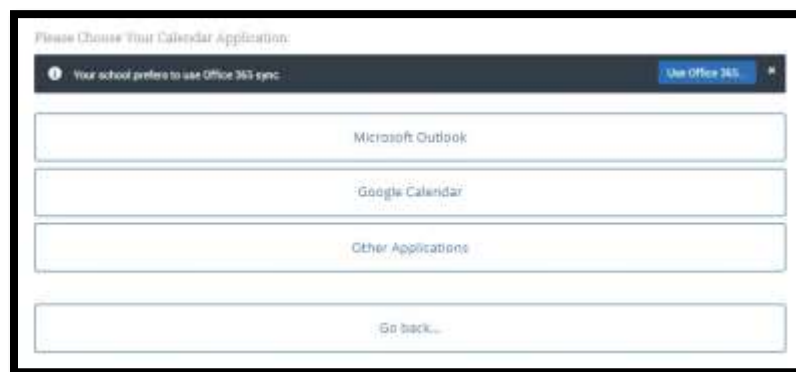 Please Choose Your Calendar Application:
Your school prefers to use Office 365 sync
Use Office 365...
Microsoft Outlook
Google Calendar
Other Applications
Go back...